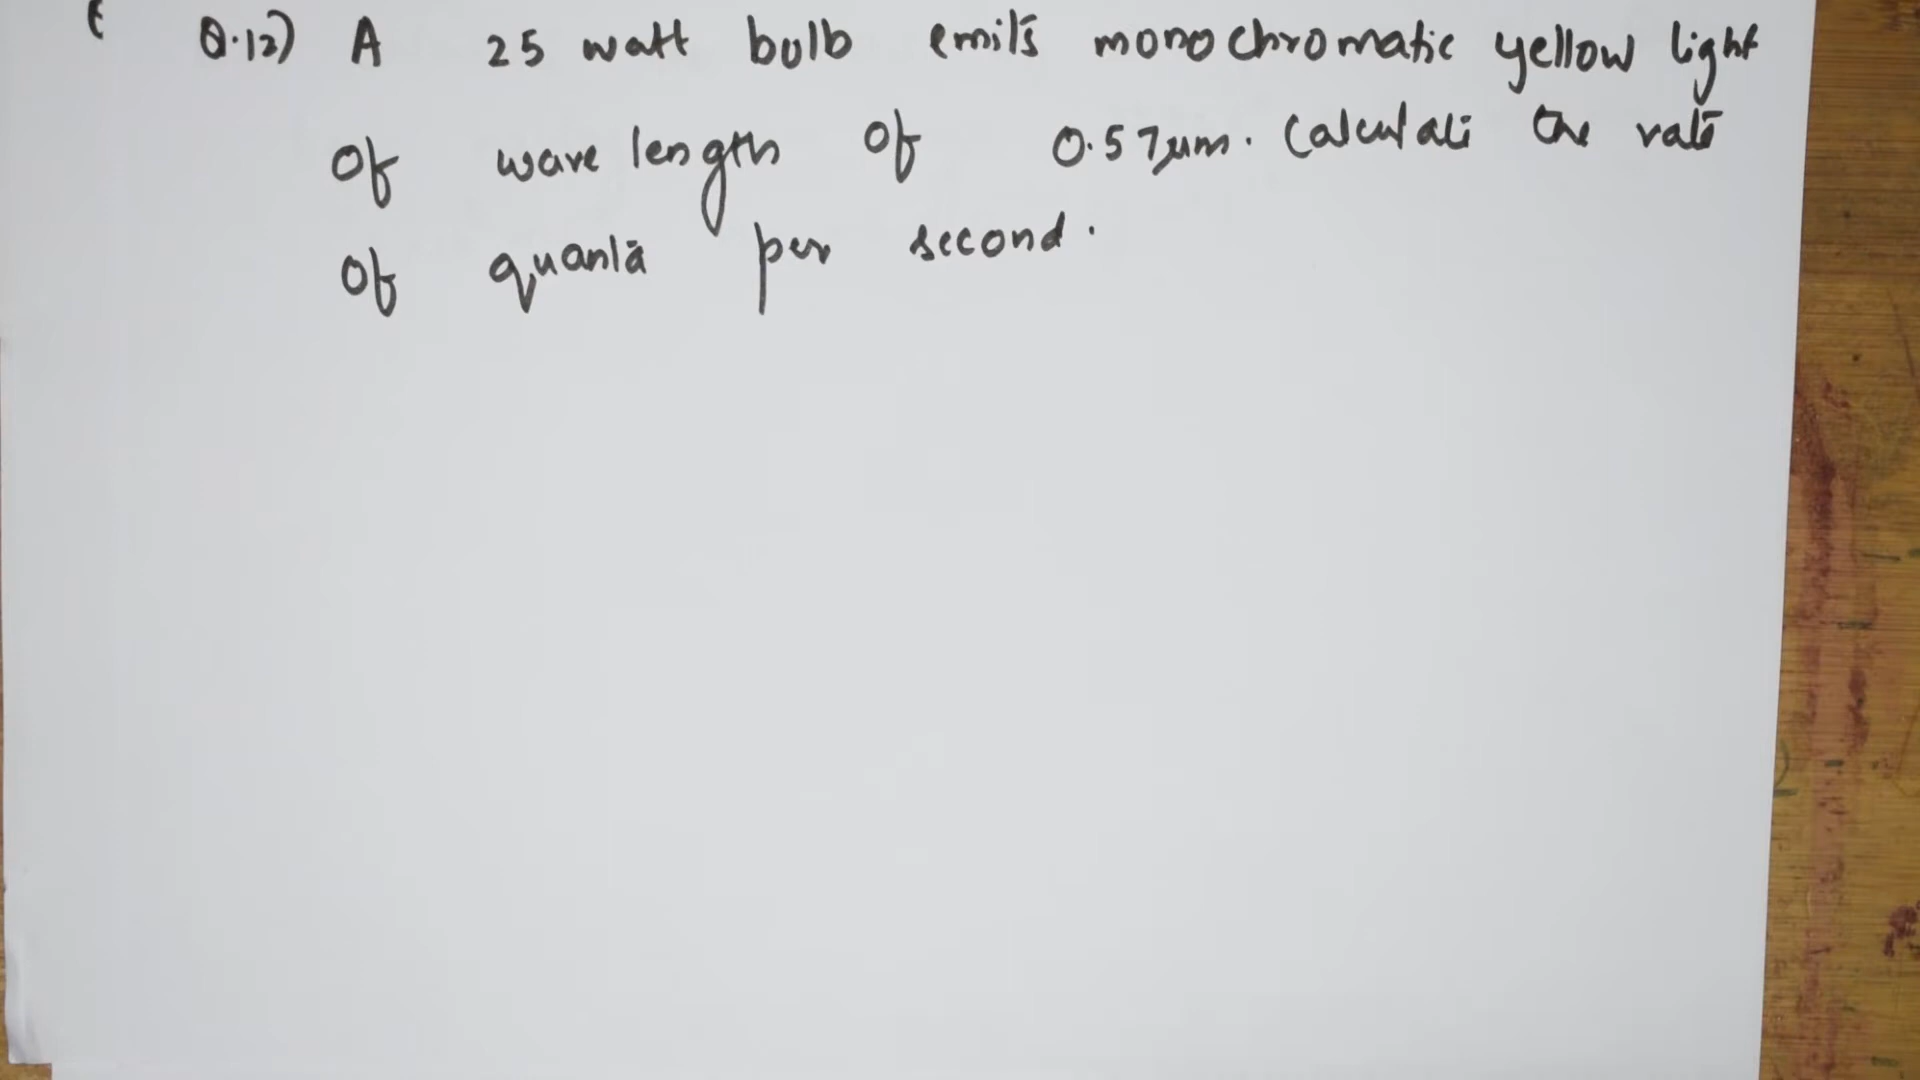 Q.12) A 25 watt bulb emits monochromatic yellow light
of wave length of 0.57μm. Calculate the rate
of quanta per second.